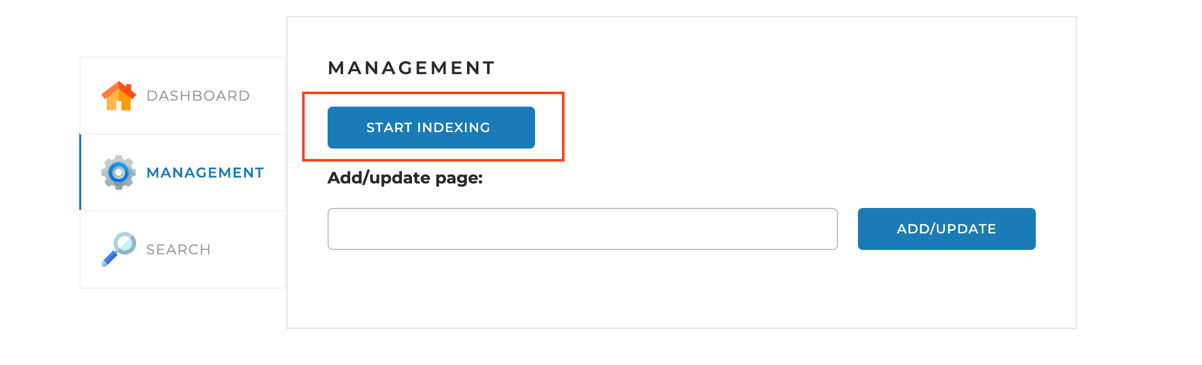 DASHBOARD
MANAGEMENT
SEARCH
MANAGEMENT
START INDEXING
Add/update page:
ADD/UPDATE